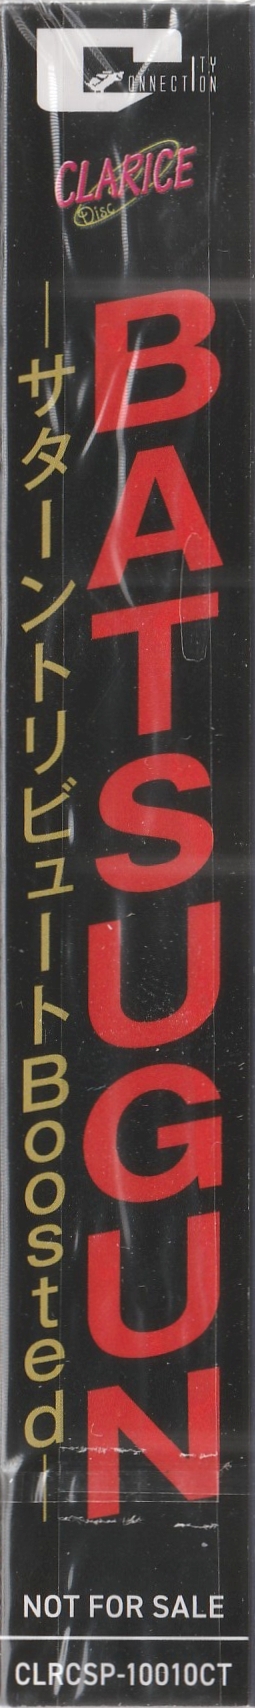 CITY CONNECTION
CLARICE
Disc
BATSUGUN
―サターントリビュートBoosted―
NOT FOR SALE
CLRCSP-10010CT